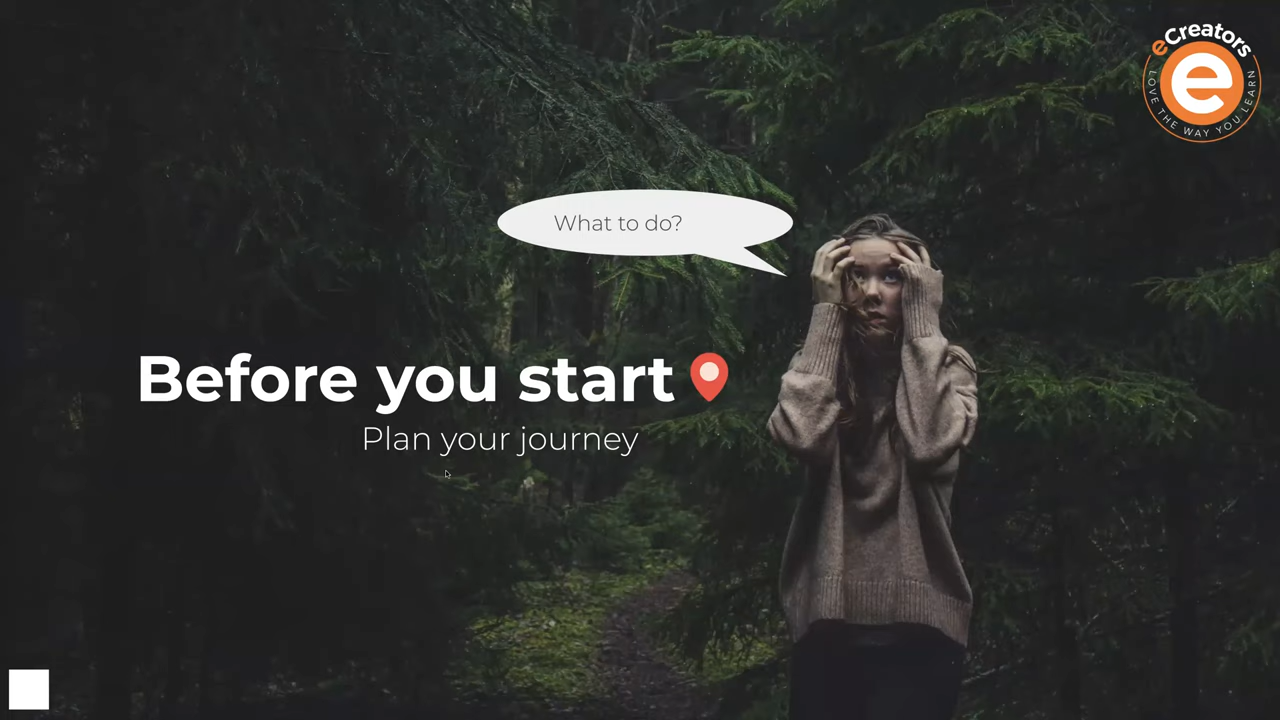 eCreators
e
LOVE THE WAY YOU LEARN
What to do?
Before you start
Plan your journey